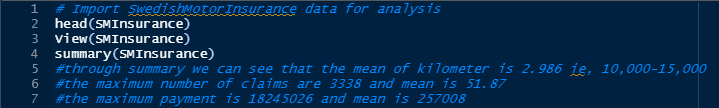 1 # Import SwedishMotorInsurance data for analysis
2 head(SMInsurance)
3 View(SMInsurance)
4 summary(SMInsurance)
5 #through summary we can see that the mean of kilometer is 2.986 ie, 10,000-15,000
6 #the maximum number of claims are 3338 and mean is 51.87
7 #the maximum payment is 18245026 and mean is 257008